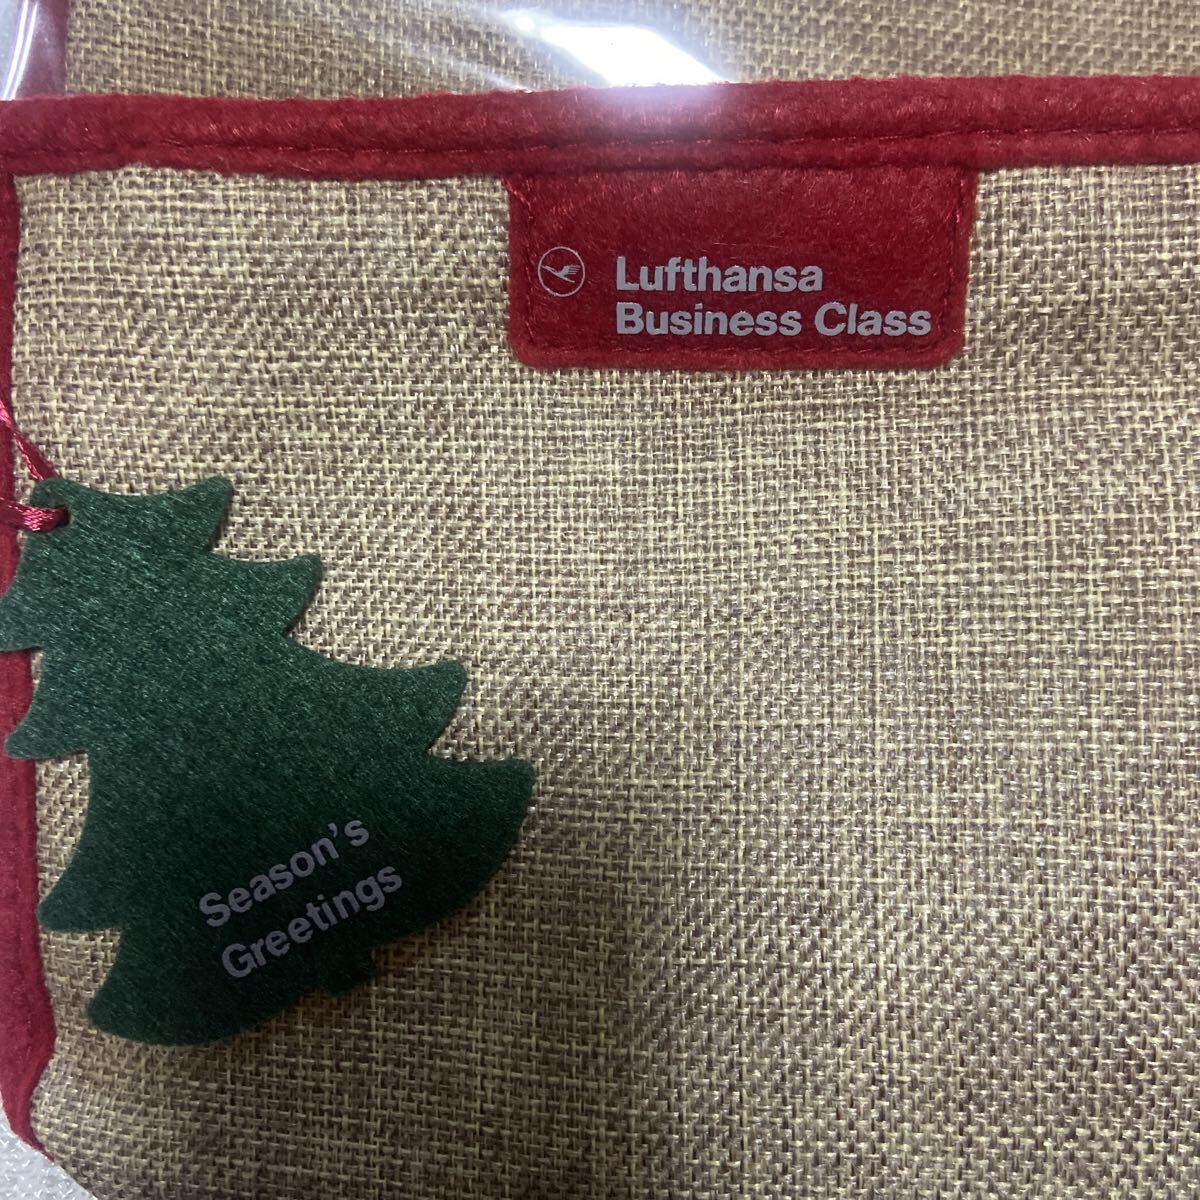 Lufthansa
Business Class
Season's
Greetings